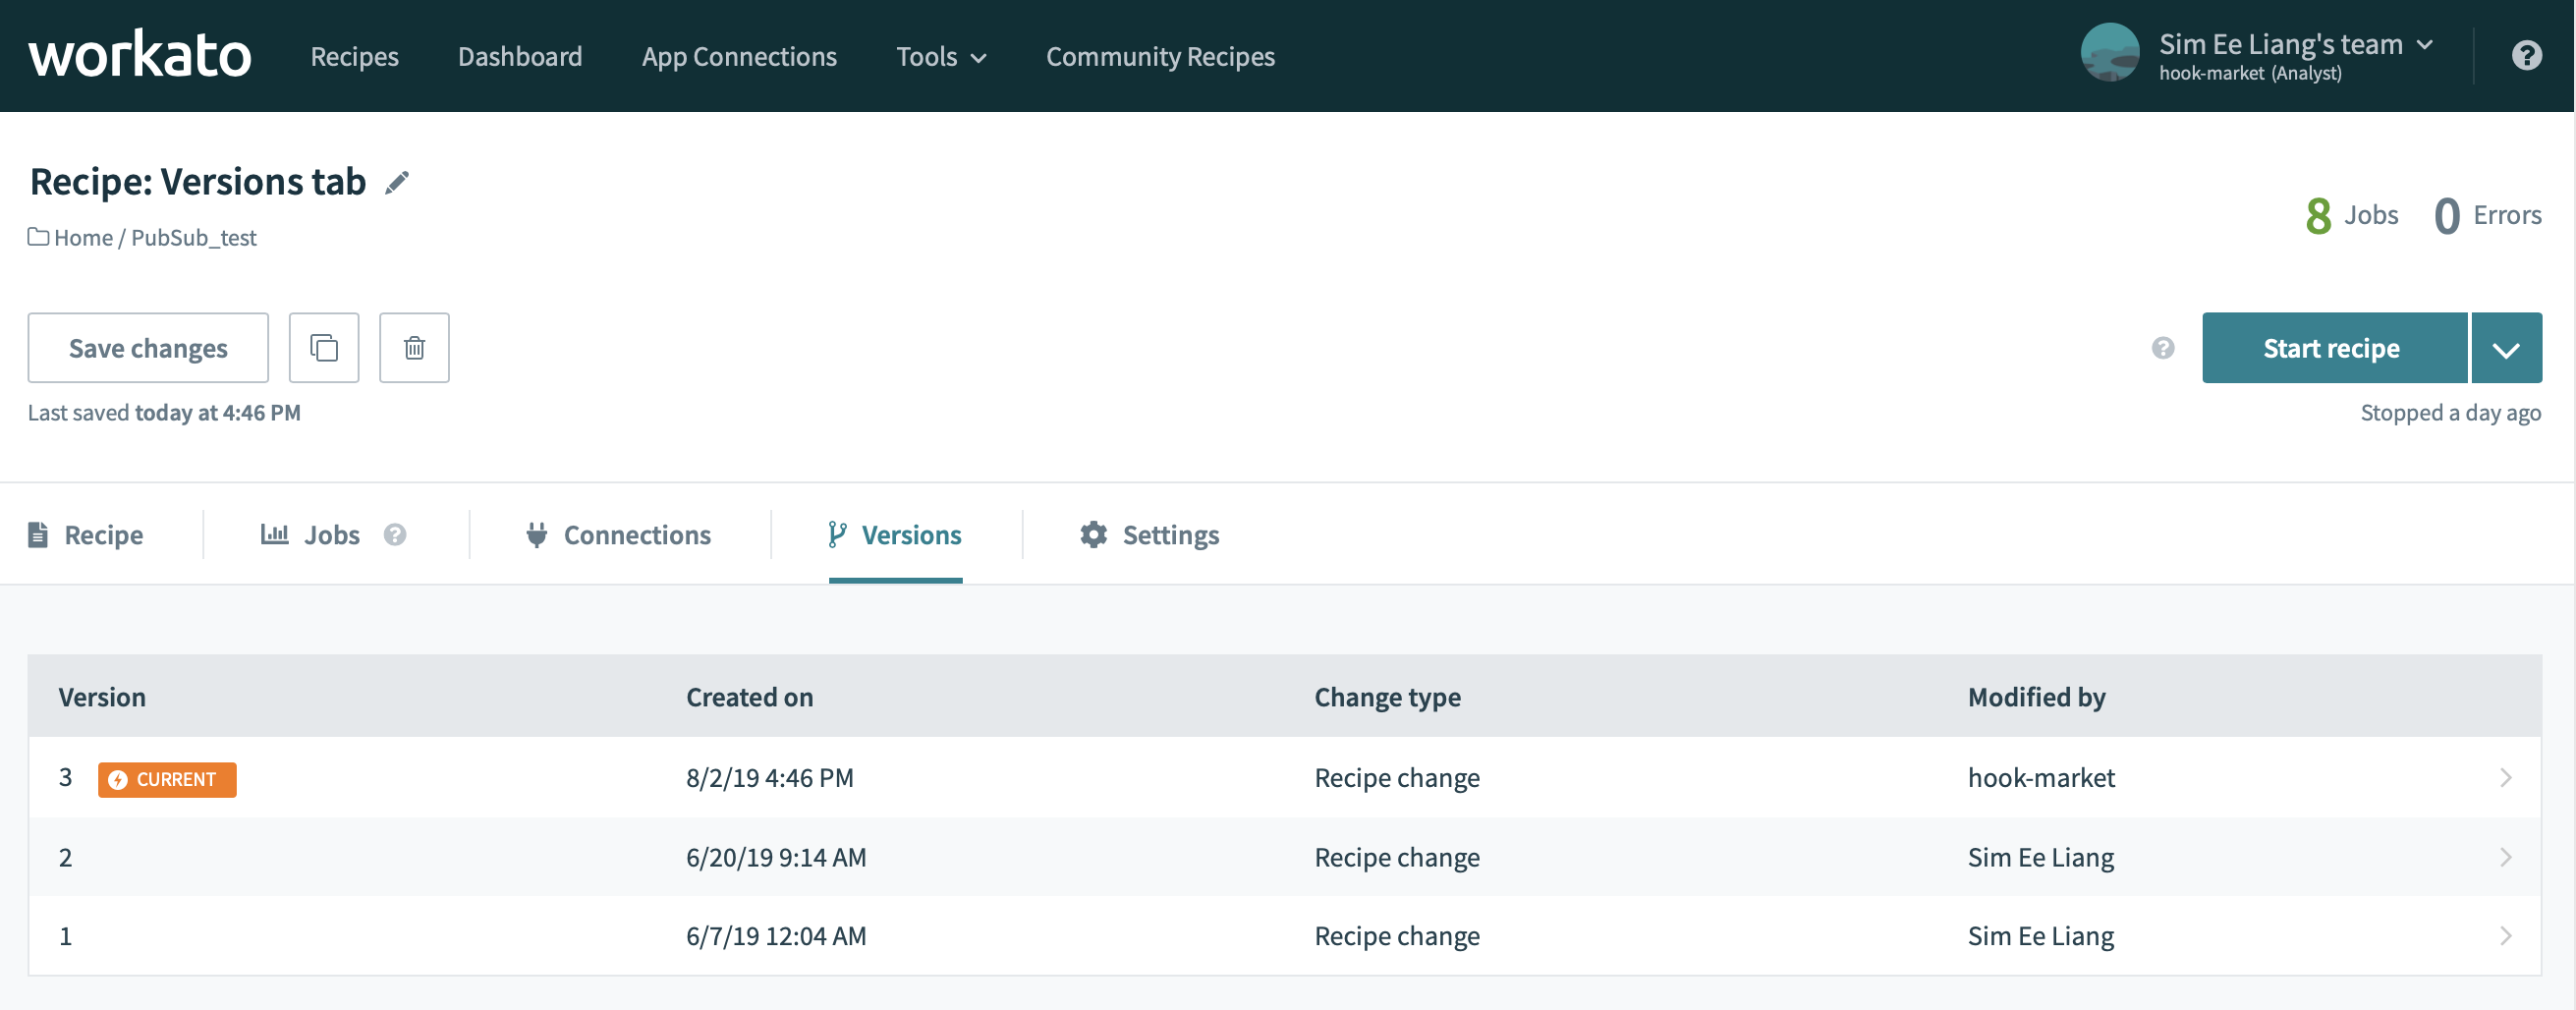 workato Recipes Dashboard App Connections Tools Community Recipes Sim Ee Liang's team
hook-market (Analyst)
Recipe: Versions tab
Home / PubSub_test
8 Jobs 0 Errors
Save changes Start recipe
Last saved today at 4:46 PM Stopped a day ago
Recipe Jobs Connections Versions Settings
Version Created on Change type Modified by
3 CURRENT 8/2/19 4:46 PM Recipe change hook-market
2 6/20/19 9:14 AM Recipe change Sim Ee Liang
1 6/7/19 12:04 AM Recipe change Sim Ee Liang